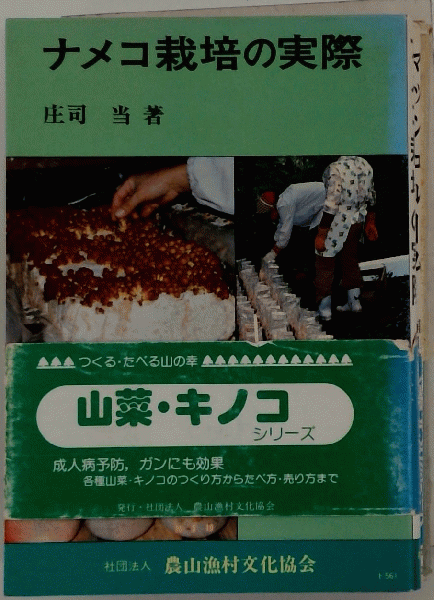 ナメコ栽培の実際
庄司 当 著
つくる・たべる山の幸
山菜・キノコ
シリーズ
成人病予防,ガンにも効果
各種山菜・キノコのつくり方からたべ方・売り方まで
発行・社団法人 農山漁村文化協会
社団法人 農山漁村文化協会